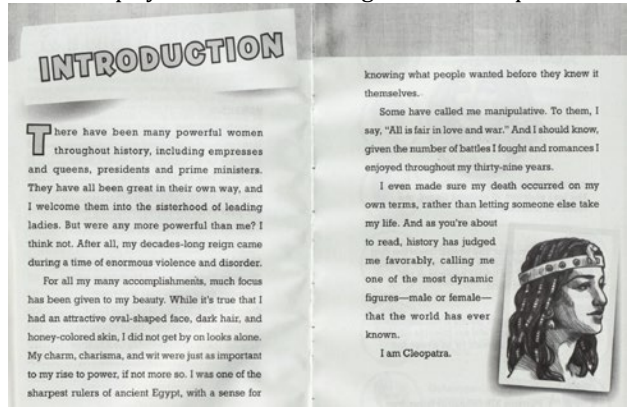 INTRODUCTION
There have been many powerful women
throughout history, including empresses
and queens, presidents and prime ministers.
They have all been great in their own way, and
I welcome them into the sisterhood of leading
ladies. But were any more powerful than me? I
think not. After all, my decades-long reign came
during a time of enormous violence and disorder.
For all my many accomplishments, much focus
has been given to my beauty. While it's true that I
had an attractive oval-shaped face, dark hair, and
honey-colored skin, I did not get by on looks alone.
My charm, charisma, and wit were just as important
to my rise to power, if not more so. I was one of the
sharpest rulers of ancient Egypt, with a sense for
knowing what people wanted before they knew it
themselves.
Some have called me manipulative. To them, I
say, "All is fair in love and war." And I should know,
given the number of battles I fought and romances I
enjoyed throughout my thirty-nine years.
I even made sure my death occurred on my
own terms, rather than letting someone else take
my life. And as you're about
to read, history has judged
me favorably, calling me
one of the most dynamic
figures—male or female—
that the world has ever
known.
I am Cleopatra.